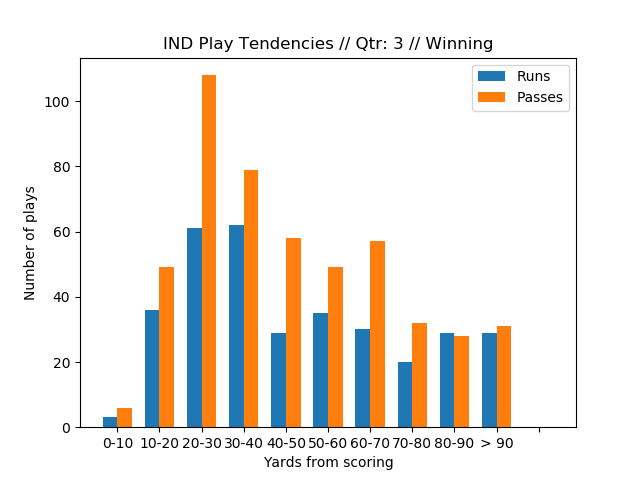 IND Play Tendencies // Qtr: 3 // Winning
Runs
Passes
Number of plays
100
80
60
40
20
0
0-10 10-20 20-30 30-40 40-50 50-60 60-70 70-80 80-90 > 90
Yards from scoring